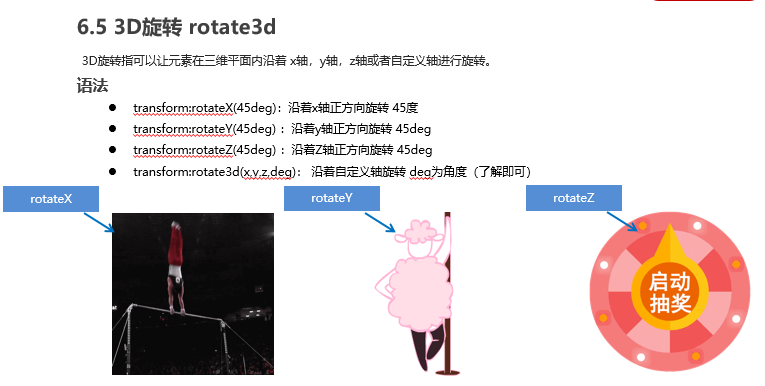 6.5 3D旋转 rotate3d
3D旋转指可以让元素在三维平面内沿着 x轴，y轴，z轴或者自定义轴进行旋转。
语法
● transform:rotateX(45deg)：沿着x轴正方向旋转 45度
● transform:rotateY(45deg) ：沿着y轴正方向旋转 45deg
● transform:rotateZ(45deg) ：沿着Z轴正方向旋转 45deg
● transform:rotate3d(x,y,z,deg)： 沿着自定义轴旋转 deg为角度（了解即可）
rotateX
rotateY
rotateZ
启动
抽奖